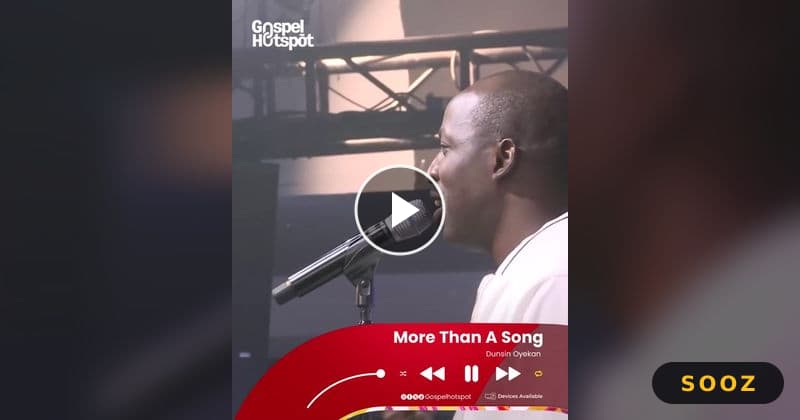 Gospel
Hotspot
More Than A Song
Dunsin Oyekan
Gospelhotspot
Devices Available
SOOZ